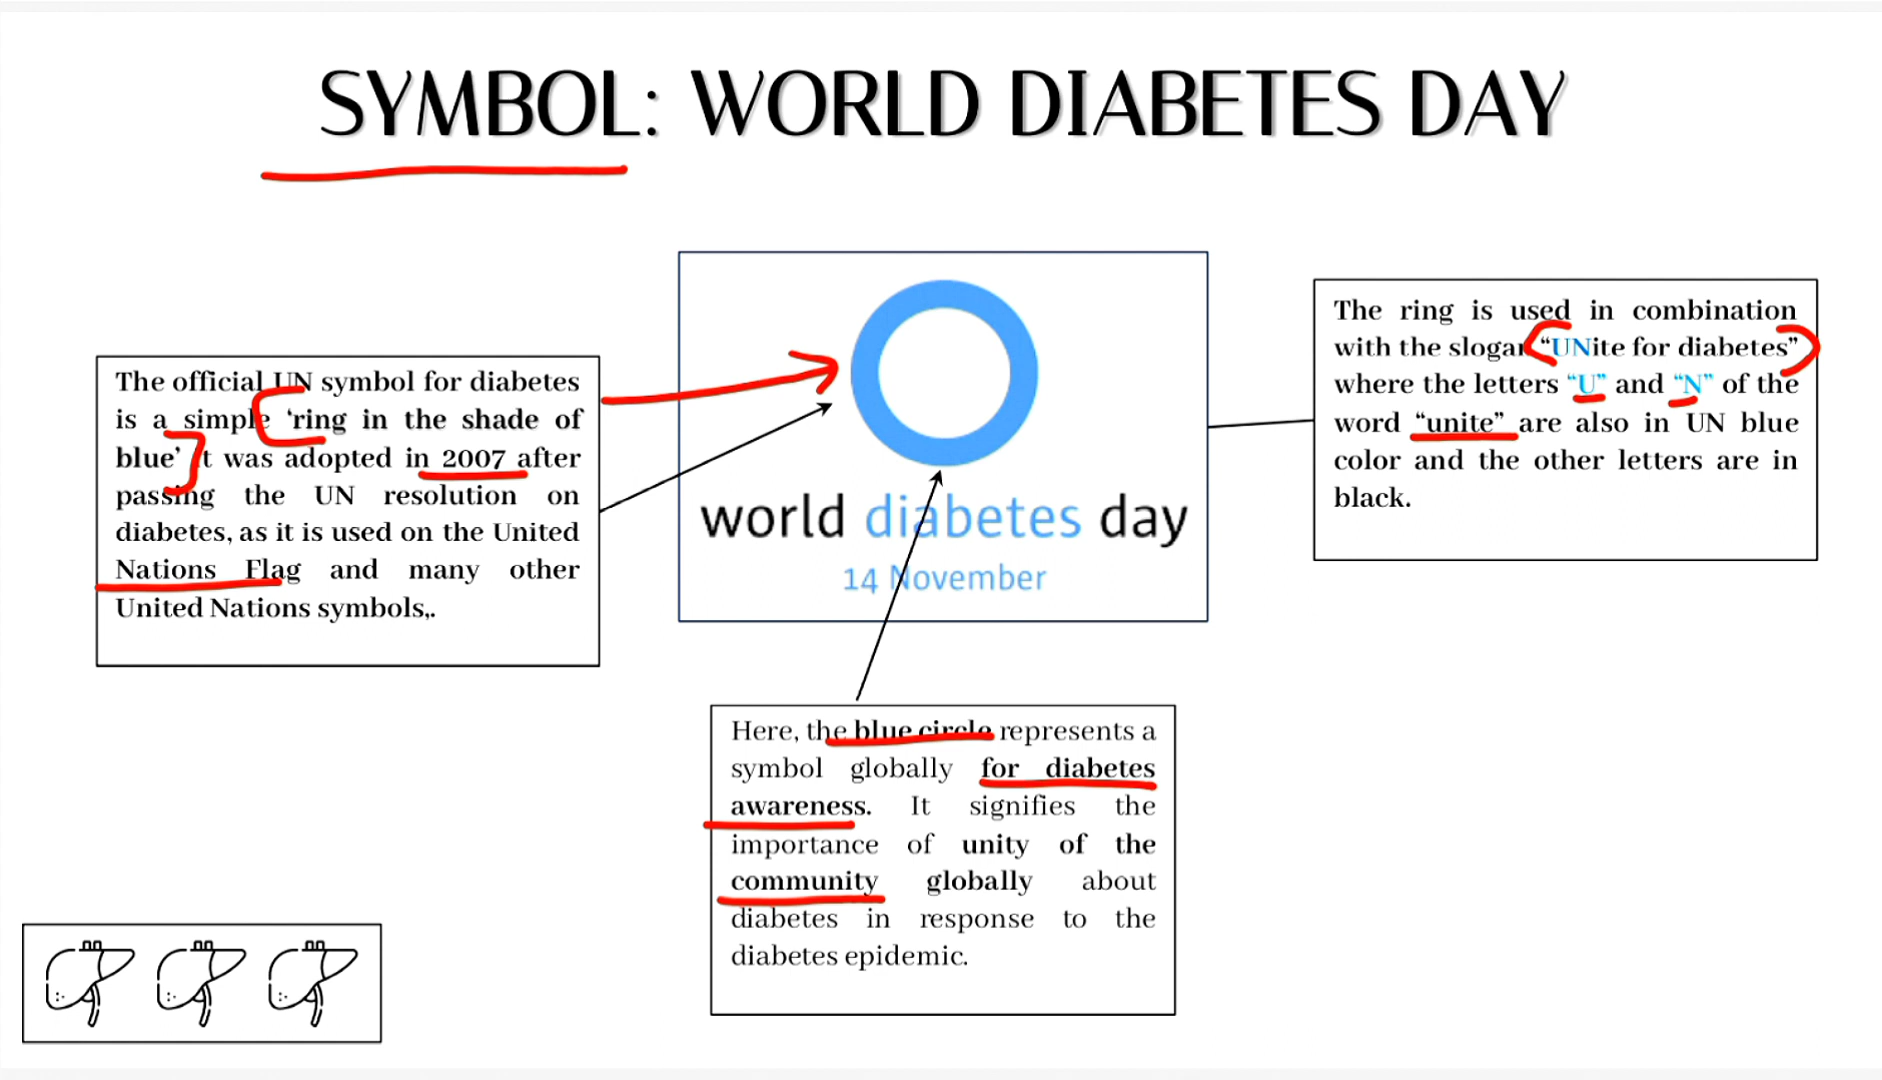 SYMBOL: WORLD DIABETES DAY
The official UN symbol for diabetes
is a simple ‘ring in the shade of
blue’ It was adopted in 2007 after
passing the UN resolution on
diabetes, as it is used on the United
Nations Flag and many other
United Nations symbols,.
world diabetes day
14 November
The ring is used in combination
with the slogan “UNite for diabetes”
where the letters “U” and “N” of the
word “unite” are also in UN blue
color and the other letters are in
black.
Here, the blue circle represents a
symbol globally for diabetes
awareness. It signifies the
importance of unity of the
community globally about
diabetes in response to the
diabetes epidemic.